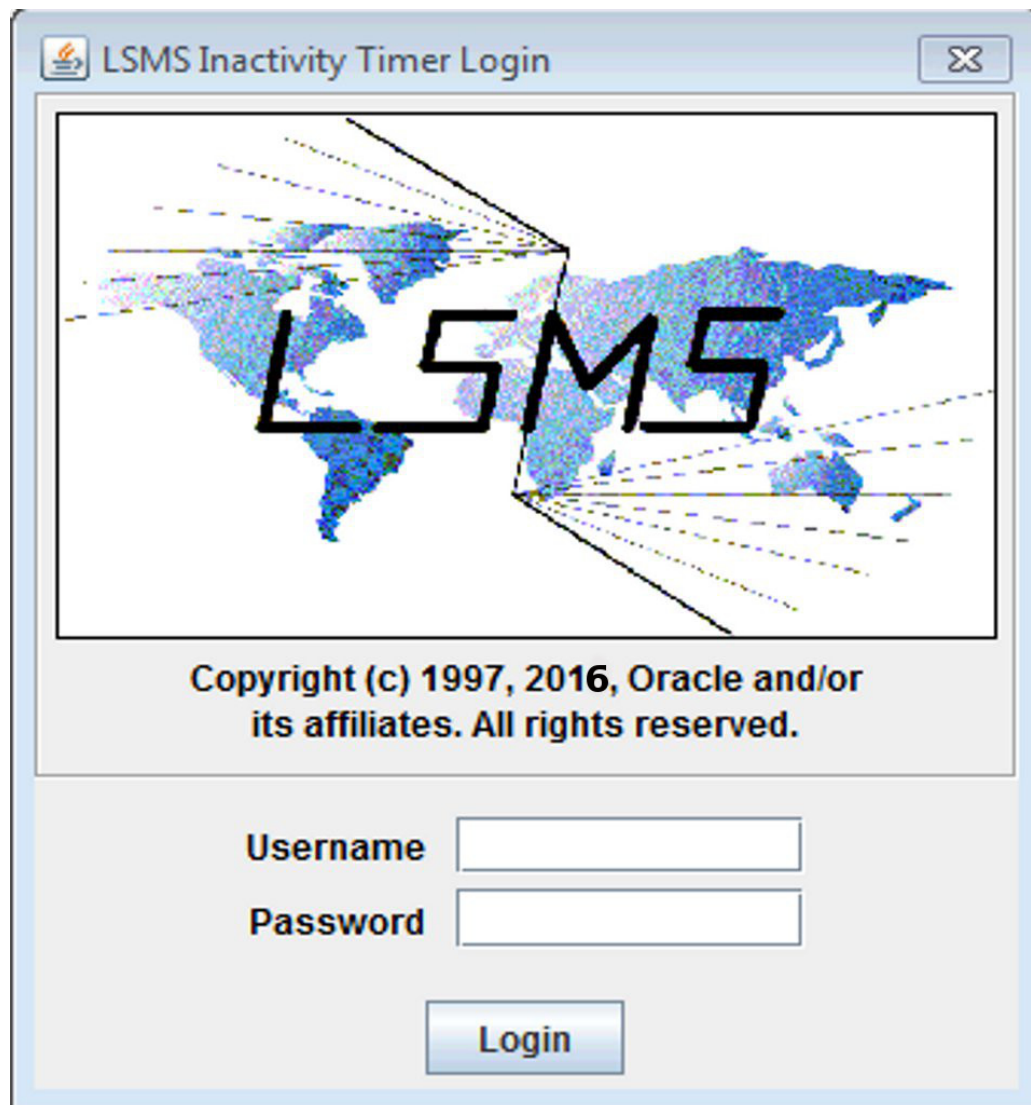 LSMS Inactivity Timer Login
LSMS
Copyright (c) 1997, 2016, Oracle and/or
its affiliates. All rights reserved.
Username
Password
Login